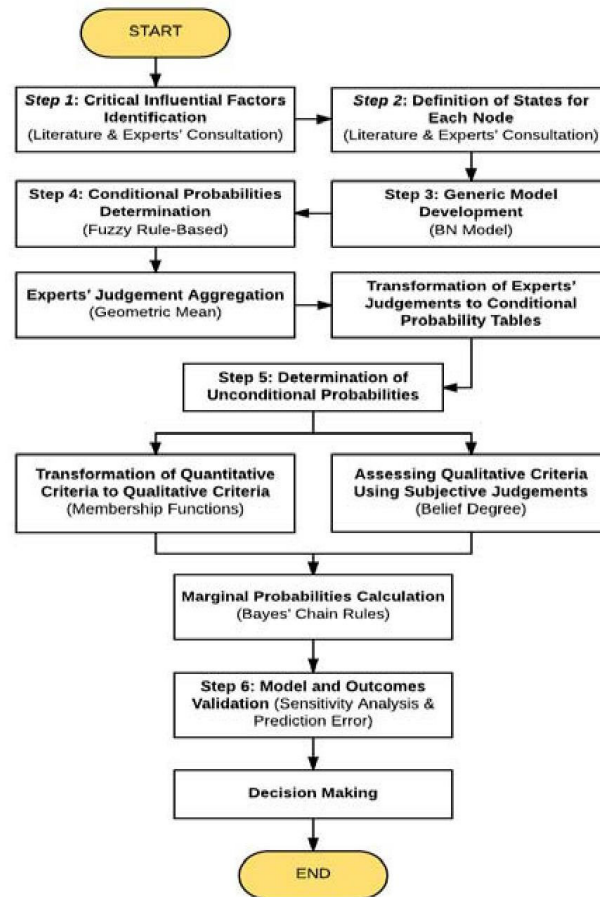 START
Step 1: Critical Influential Factors
Identification
(Literature & Experts' Consultation)
Step 2: Definition of States for
Each Node
(Literature & Experts' Consultation)
Step 4: Conditional Probabilities
Determination
(Fuzzy Rule-Based)
Step 3: Generic Model
Development
(BN Model)
Experts' Judgement Aggregation
(Geometric Mean)
Transformation of Experts'
Judgements to Conditional
Probability Tables
Step 5: Determination of
Unconditional Probabilities
Transformation of Quantitative
Criteria to Qualitative Criteria
(Membership Functions)
Assessing Qualitative Criteria
Using Subjective Judgements
(Belief Degree)
Marginal Probabilities Calculation
(Bayes' Chain Rules)
Step 6: Model and Outcomes
Validation (Sensitivity Analysis &
Prediction Error)
Decision Making
END